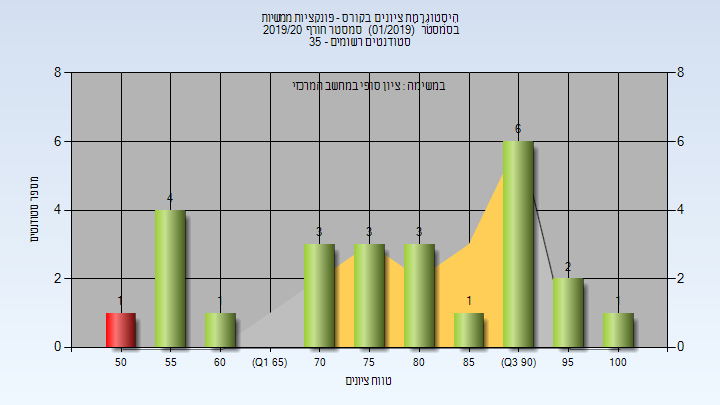 היסטוגרמת ציונים בקורס - פונקציות ממשיות
בסמסטר (01/2019) סמסטר חורף 2019/20
סטודנטים רשומים - 35
במשימה : ציון סופי במחשב המרכזי
8 8
6 6
4 4
2 2
0 0
מספר סטודנטים
1 4 1 3 3 3 1 6 2 1
50 55 60 (Q1 65) 70 75 80 85 (Q3 90) 95 100
טווח ציונים